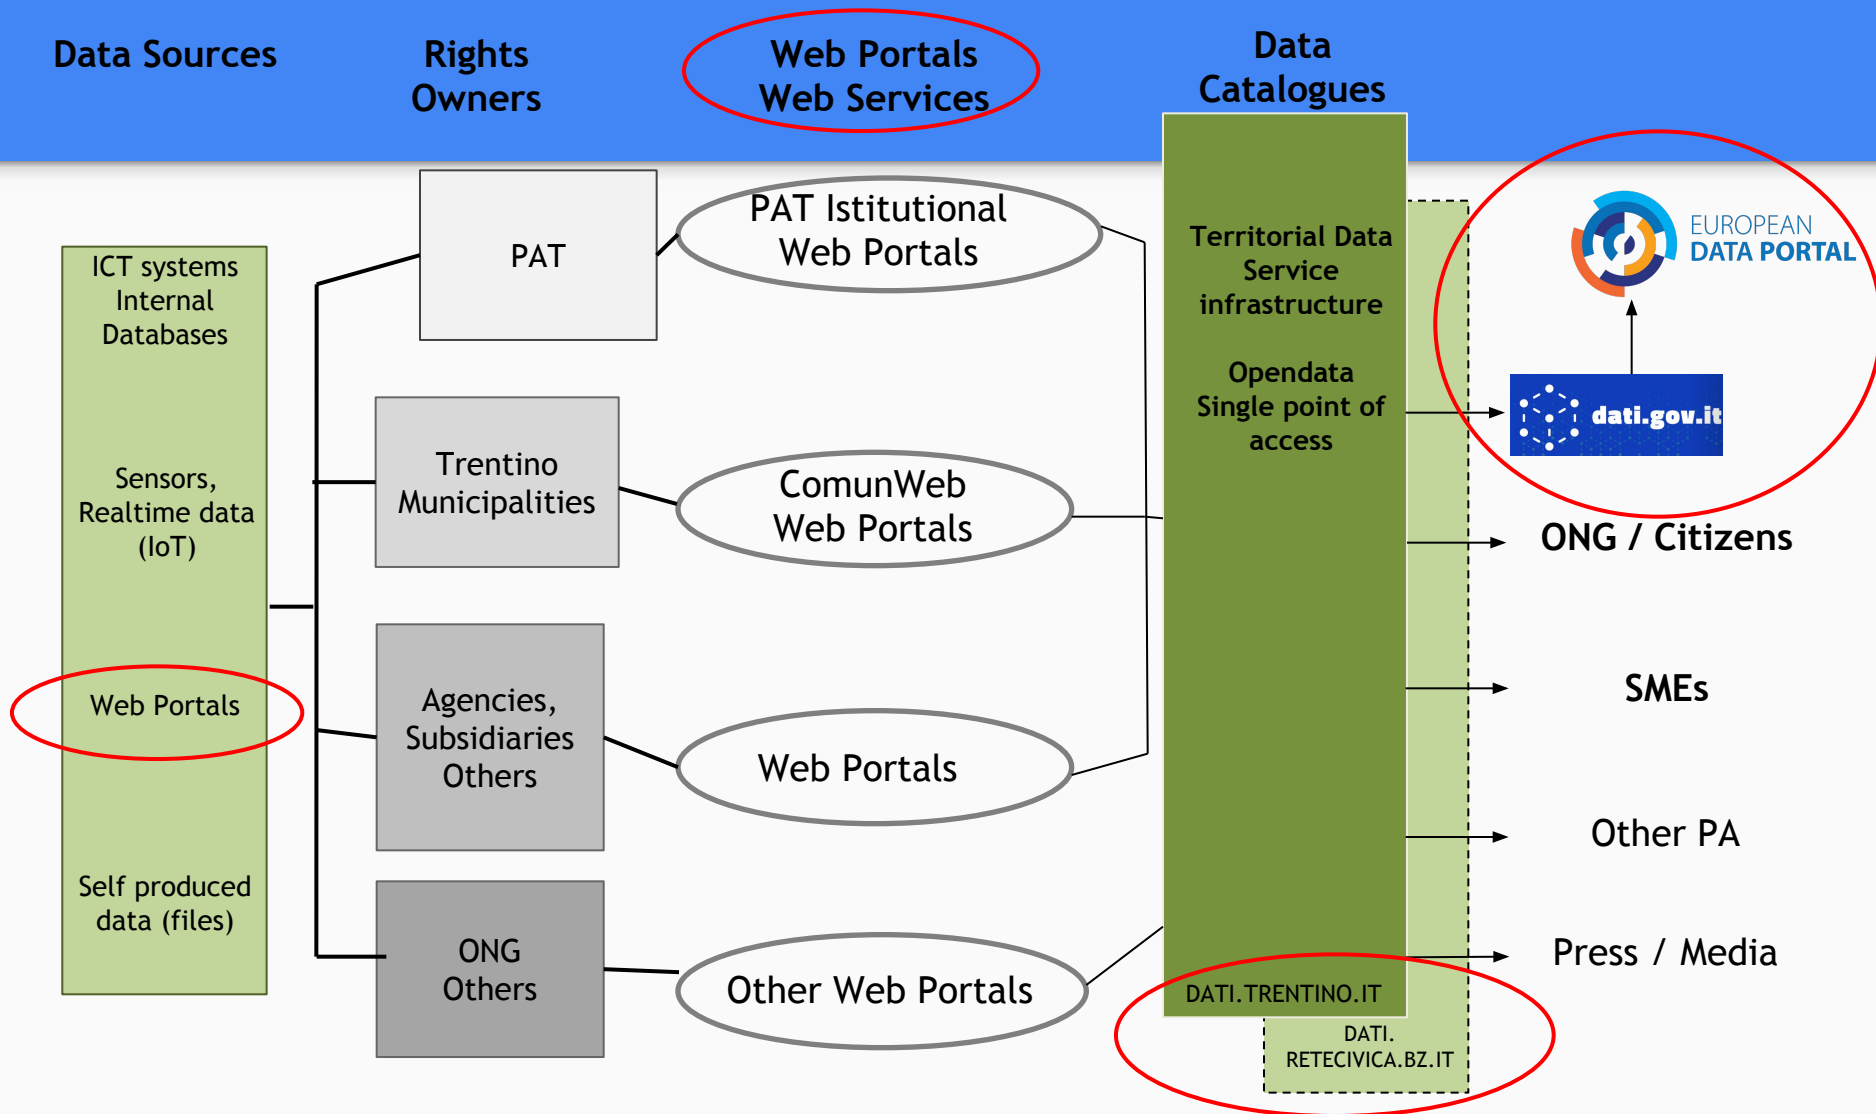 Data Sources
Rights
Owners
Web Portals
Web Services
Data
Catalogues
ICT systems
Internal
Databases
Sensors,
Realtime data
(IoT)
Web Portals
Self produced
data (files)
PAT
Trentino
Municipalities
Agencies,
Subsidiaries
Others
ONG
Others
PAT Istitutional
Web Portals
ComunWeb
Web Portals
Web Portals
Other Web Portals
Territorial Data
Service
infrastructure
Opendata
Single point of
access
DATI.TRENTINO.IT
DATI.
RETECIVICA.BZ.IT
EUROPEAN
DATA PORTAL
dati.gov.it
ONG / Citizens
SMEs
Other PA
Press / Media